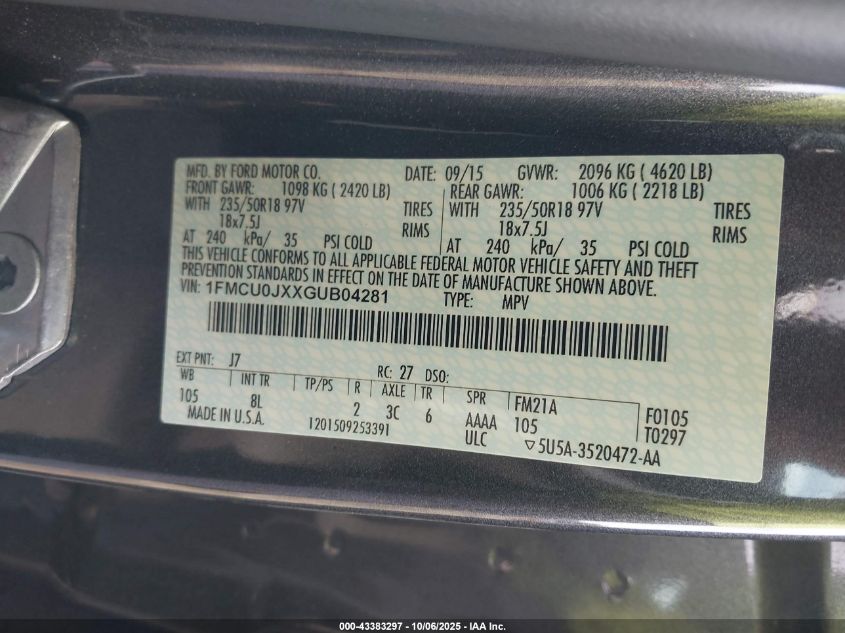 MFD. BY FORD MOTOR CO. DATE: 09/15 GVWR: 2096 KG ( 4620 LB)
FRONT GAWR: 1098 KG ( 2420 LB) REAR GAWR: 1006 KG ( 2218 LB)
WITH 235/50R18 97V TIRES WITH 235/50R18 97V TIRES
18x7.5J RIMS 18x7.5J RIMS
AT 240 kPa/ 35 PSI COLD AT 240 kPa/ 35 PSI COLD
THIS VEHICLE CONFORMS TO ALL APPLICABLE FEDERAL MOTOR VEHICLE SAFETY AND THEFT
PREVENTION STANDARDS IN EFFECT ON THE DATE OF MANUFACTURE SHOWN ABOVE.
VIN: 1FMCU0JXXGUB04281 TYPE: MPV
EXT PNT: J7 RC: 27 DSO:
WB INT TR TP/PS R AXLE TR SPR FM21A F0105
105 8L 2 3C 6 AAAA 105 T0297
MADE IN U.S.A. 1201509253391 ULC ▽5U5A-3520472-AA
000-43383297 - 10/06/2025 - IAA Inc.